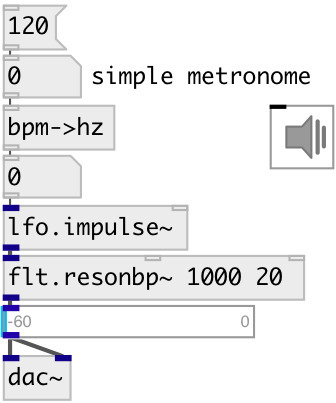 120
0
simple metronome
bpm->hz
0
lfo.impulse~
flt.resonbp~ 1000 20
-60 0
dac~